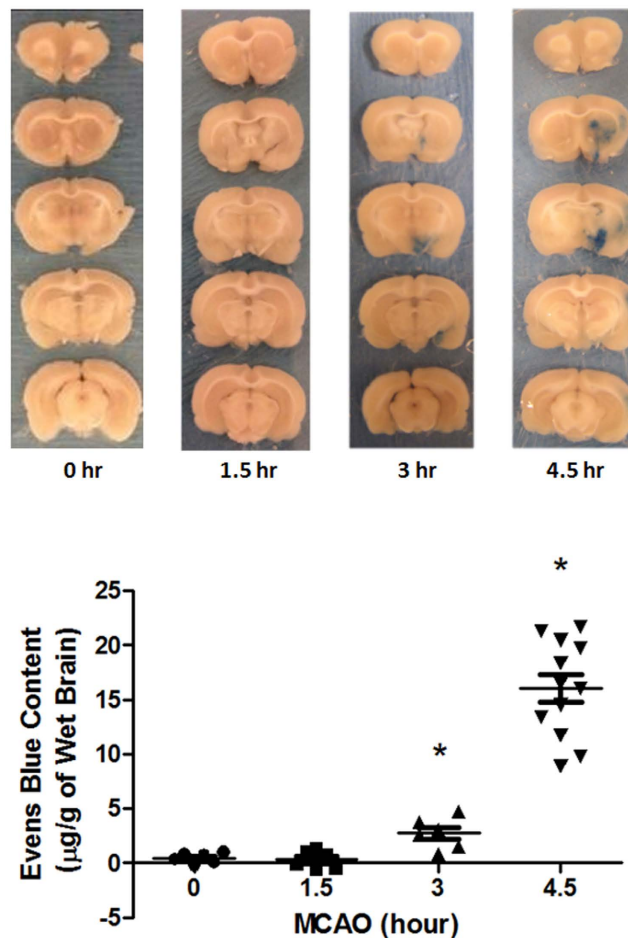 0 hr 1.5 hr 3 hr 4.5 hr
*
25
20
15
10
5
0
-5
*
Evens Blue Content
(µg/g of Wet Brain)
0 1.5 3 4.5
MCAO (hour)